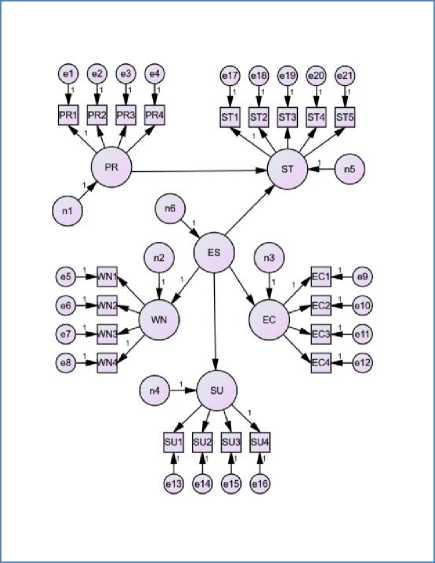 e1 e2 e3 e4 e17 e18 e19 e20 e21
1 1 1 1 1 1 1 1 1
PR1 PR2 PR3 PR4 ST1 ST2 ST3 ST4 ST5
1 1
PR ST n5
1
n1 1
n6
1
n2 ES n3
e5 1 WN1 1 1 1 EC1 1 e9
e6 1 WN2 EC2 1 e10
WN EC
e7 1 WN3 EC3 1 e11
e8 1 WN4 1 EC4 1 e12
n4 1 SU
1
SU1 SU2 SU3 SU4
1 1 1 1
e13 e14 e15 e16